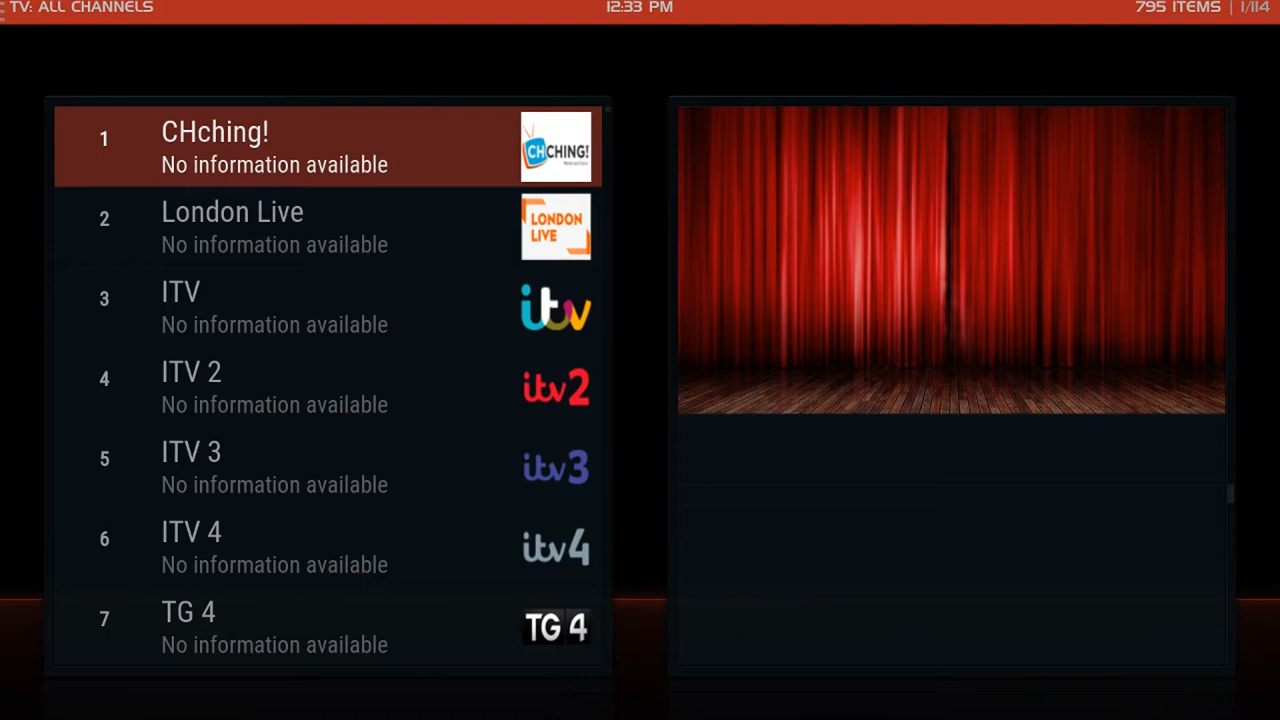 TV: ALL CHANNELS
12:33 PM
795 ITEMS | 1/114
1
CHching!
No information available
CHCHING!
2
London Live
No information available
LONDON
LIVE
3
ITV
No information available
itv
4
ITV 2
No information available
itv2
5
ITV 3
No information available
itv3
6
ITV 4
No information available
itv4
7
TG 4
No information available
TG 4